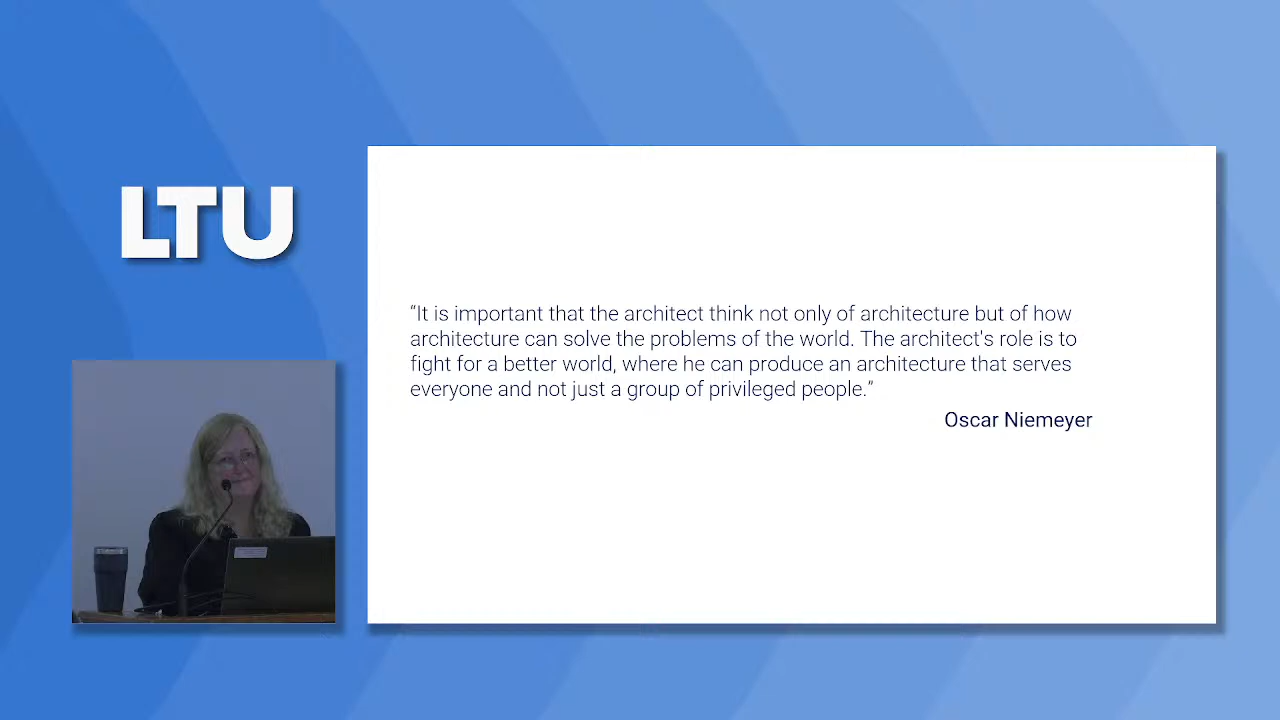 LTU
“It is important that the architect think not only of architecture but of how
architecture can solve the problems of the world. The architect's role is to
fight for a better world, where he can produce an architecture that serves
everyone and not just a group of privileged people.”
Oscar Niemeyer